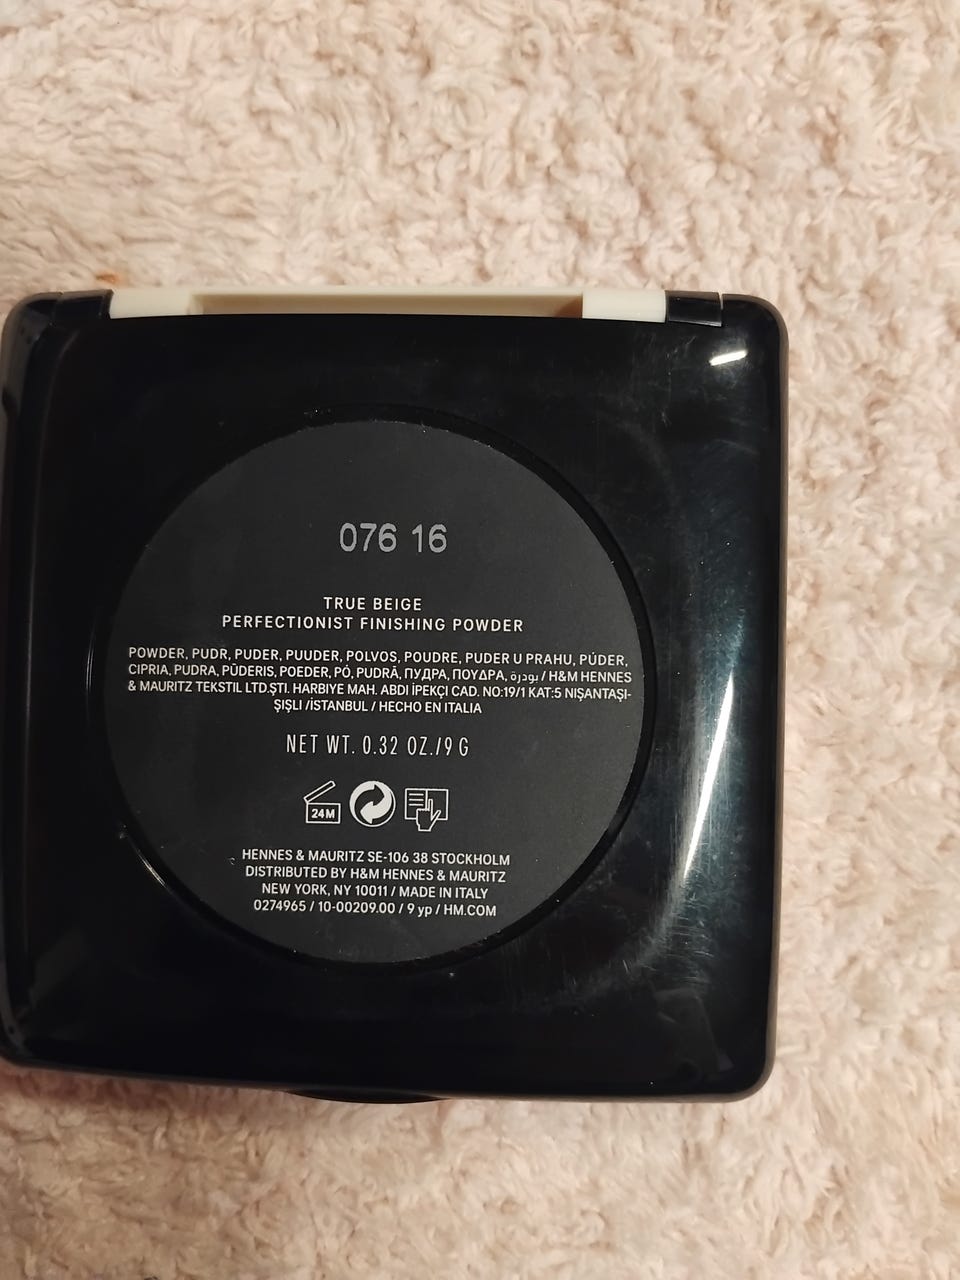 076 16
TRUE BEIGE
PERFECTIONIST FINISHING POWDER
POWDER, PUDR, PUDER, PUUDER, POLVOS, POUDRE, PUDER U PRAHU, PÚDER,
CIPRIA, PUDRA, PŪDERIS, POEDER, PÓ, PUDRĂ, ПУДРА, ΠΟΥΔΡΑ, بودرة / H&M HENNES
& MAURITZ TEKSTIL LTD.ŞTI. HARBIYE MAH. ABDI İPEKÇI CAD. NO:19/1 KAT:5 NIŞANTAŞI-
ŞIŞLI /İSTANBUL / HECHO EN ITALIA
NET WT. 0.32 OZ./9 G
24M
HENNES & MAURITZ SE-106 38 STOCKHOLM
DISTRIBUTED BY H&M HENNES & MAURITZ
NEW YORK, NY 10011 / MADE IN ITALY
0274965 / 10-00209.00 / 9 yp / HM.COM